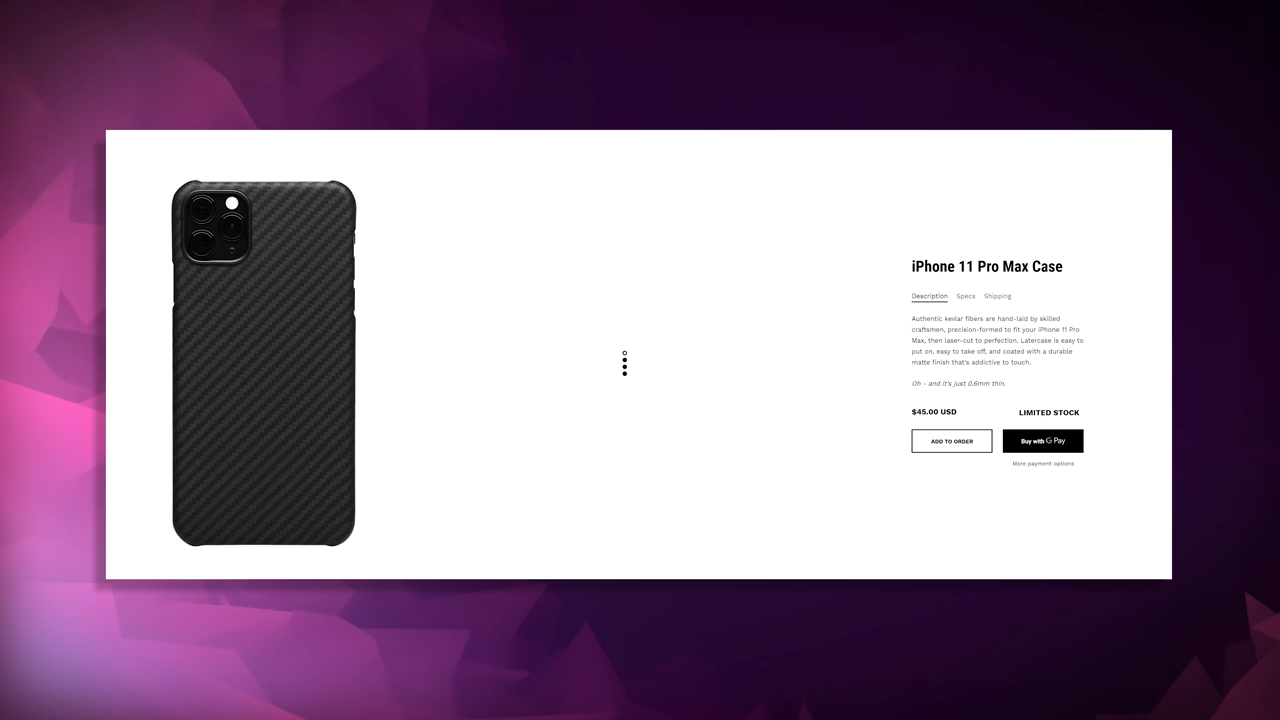 iPhone 11 Pro Max Case
Description Specs Shipping
Authentic kevlar fibers are hand-laid by skilled
craftsmen, precision-formed to fit your iPhone 11 Pro
Max, then laser-cut to perfection. Latercase is easy to
put on, easy to take off, and coated with a durable
matte finish that's addictive to touch.
Oh - and it's just 0.6mm thin.
$45.00 USD LIMITED STOCK
ADD TO ORDER Buy with G Pay
More payment options